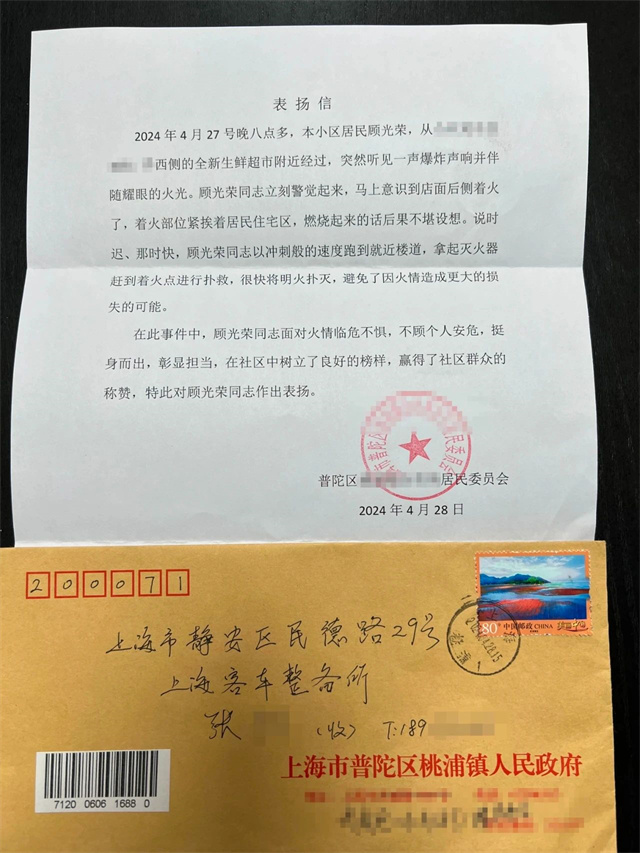 表扬信
2024年4月27号晚八点多，本小区居民顾光荣，从
西侧的全新生鲜超市附近经过，突然听见一声爆炸声响并伴
随耀眼的火光。顾光荣同志立刻警觉起来，马上意识到店面后侧着火
了，着火部位紧挨着居民住宅区，燃烧起来的话后果不堪设想。说时
迟、那时快，顾光荣同志以冲刺般的速度跑到就近楼道，拿起灭火器
赶到着火点进行扑救，很快将明火扑灭，避免了因火情造成更大的损
失的可能。
在此事件中，顾光荣同志面对火情临危不惧，不顾个人安危，挺
身而出，彰显担当，在社区中树立了良好的榜样，赢得了社区群众的
称赞，特此对顾光荣同志作出表扬。
普陀区 居民委员会
2024年4月28日
200071
80分 中国邮政 CHINA
上海市静安区民德路29号
上海客车整备所
张 （收） T:189
上海市普陀区桃浦镇人民政府
7120 0606 1688 0